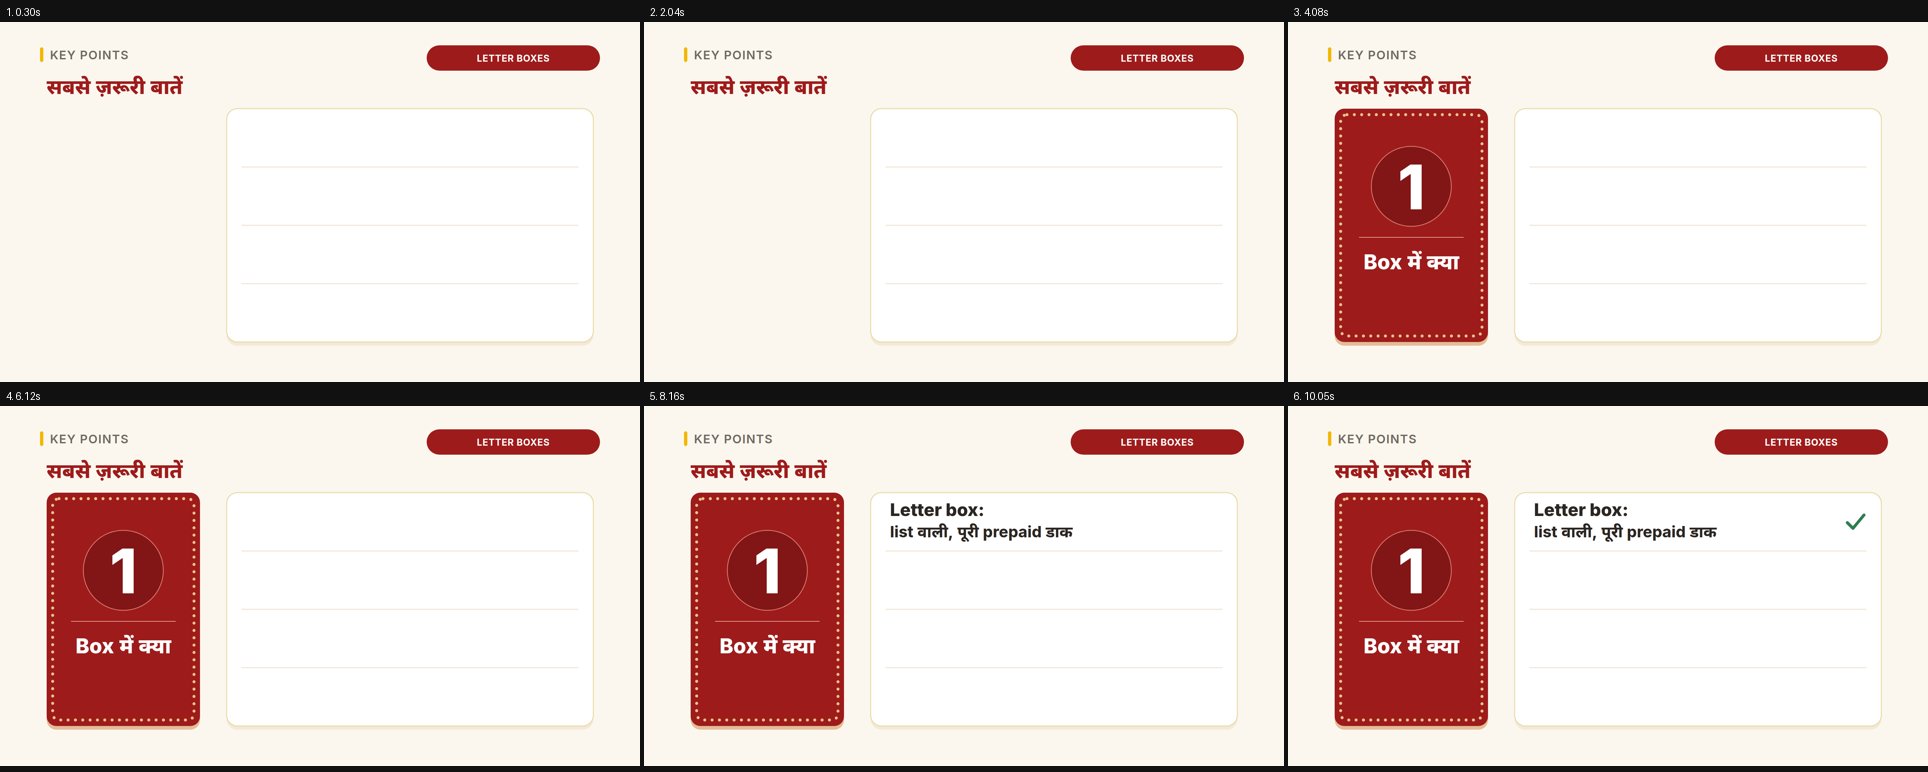 1. 0.30s
KEY POINTS
LETTER BOXES
सबसे ज़रूरी बातें
2. 2.04s
KEY POINTS
LETTER BOXES
सबसे ज़रूरी बातें
3. 4.08s
KEY POINTS
LETTER BOXES
सबसे ज़रूरी बातें
1
Box में क्या
4. 6.12s
KEY POINTS
LETTER BOXES
सबसे ज़रूरी बातें
1
Box में क्या
5. 8.16s
KEY POINTS
LETTER BOXES
सबसे ज़रूरी बातें
1
Box में क्या
Letter box:
list वाली, पूरी prepaid डाक
6. 10.05s
KEY POINTS
LETTER BOXES
सबसे ज़रूरी बातें
1
Box में क्या
Letter box:
list वाली, पूरी prepaid डाक